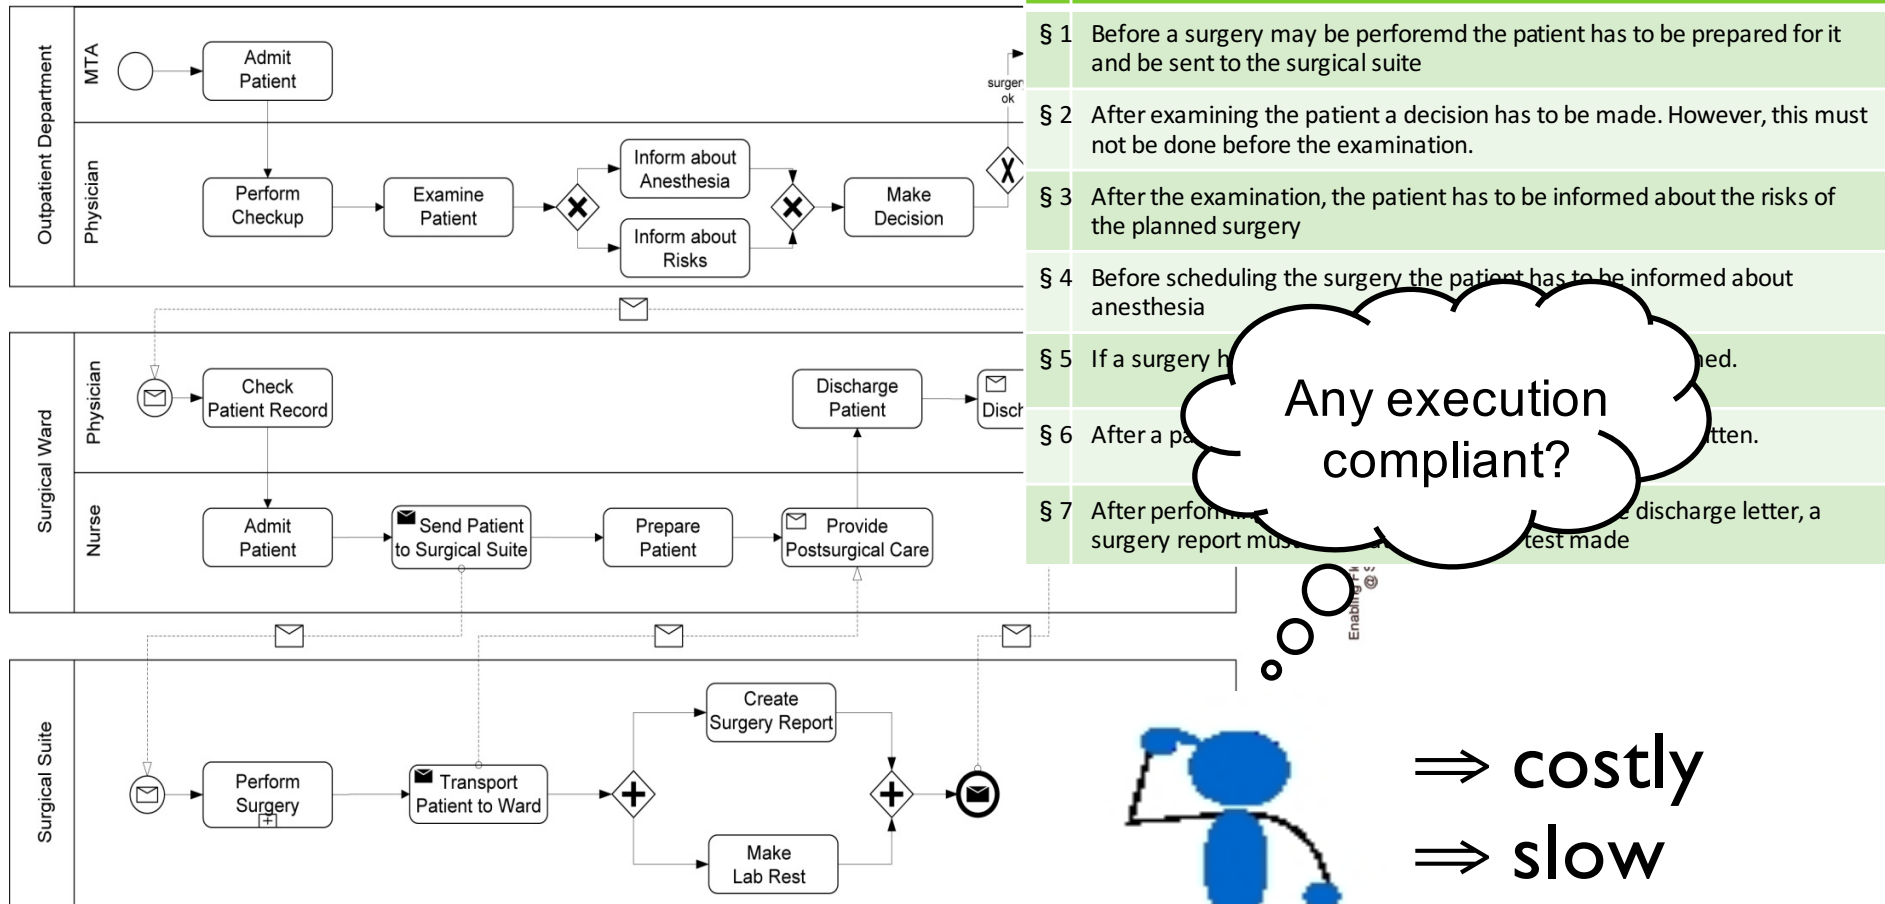 Outpatient Department
MTA
Admit
Patient
surger
ok
Physician
Perform
Checkup
Examine
Patient
Inform about
Anesthesia
Inform about
Risks
Make
Decision
Surgical Ward
Physician
Check
Patient Record
Discharge
Patient
Disch
Nurse
Admit
Patient
Send Patient
to Surgical Suite
Prepare
Patient
Provide
Postsurgical Care
Surgical Suite
Perform
Surgery
Transport
Patient to Ward
Create
Surgery Report
Make
Lab Rest
§ 1 Before a surgery may be perforemd the patient has to be prepared for it
and be sent to the surgical suite
§ 2 After examining the patient a decision has to be made. However, this must
not be done before the examination.
§ 3 After the examination, the patient has to be informed about the risks of
the planned surgery
§ 4 Before scheduling the surgery the patient has to be informed about
anesthesia
§ 5 If a surgery h ned.
§ 6 After a pa tten.
§ 7 After perform discharge letter, a
surgery report mus test made
Any execution
compliant?
Enabling
@ S
⇒ costly
⇒ slow